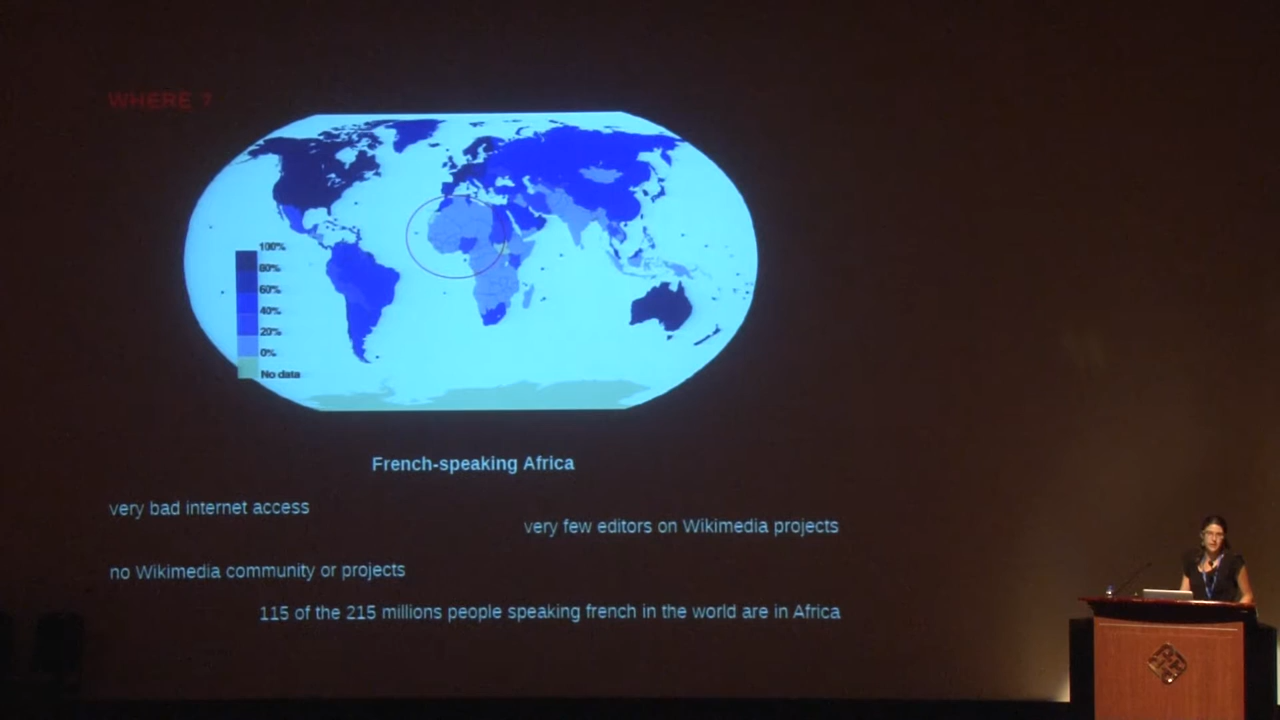 WHERE ?
100%
80%
60%
40%
20%
0%
No data
French-speaking Africa
very bad internet access
very few editors on Wikimedia projects
no Wikimedia community or projects
115 of the 215 millions people speaking french in the world are in Africa